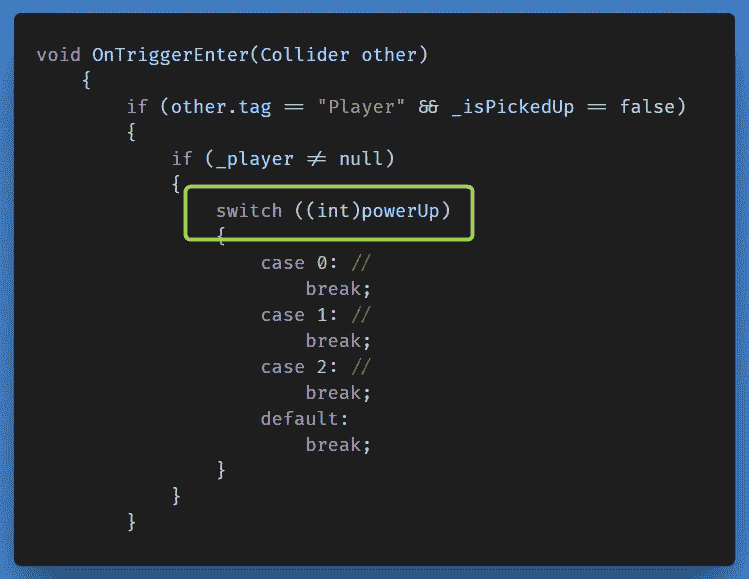 void OnTriggerEnter(Collider other)
{
if (other.tag == "Player" && _isPickedUp == false)
{
if (_player != null)
{
switch ((int)powerUp)
{
case 0: //
break;
case 1: //
break;
case 2: //
break;
default:
break;
}
}
}